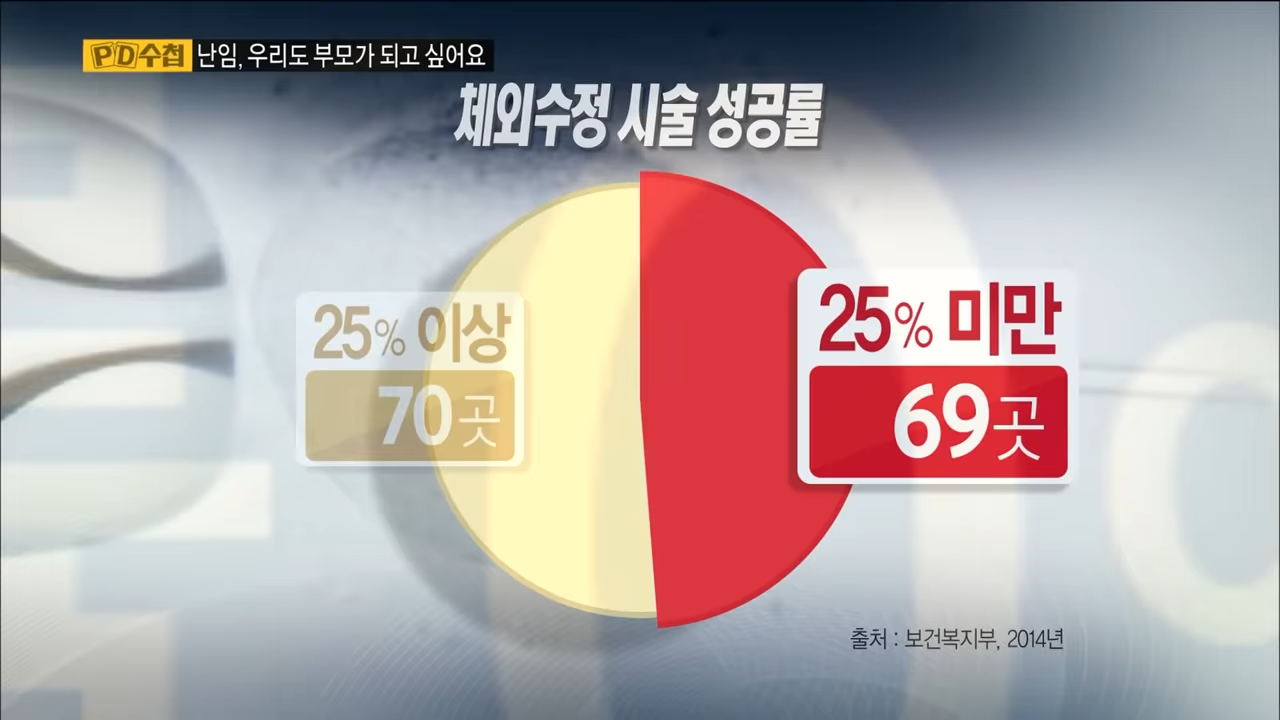 PD수첩 난임, 우리도 부모가 되고 싶어요
체외수정 시술 성공률
25% 이상
70곳
25% 미만
69곳
출처 : 보건복지부, 2014년